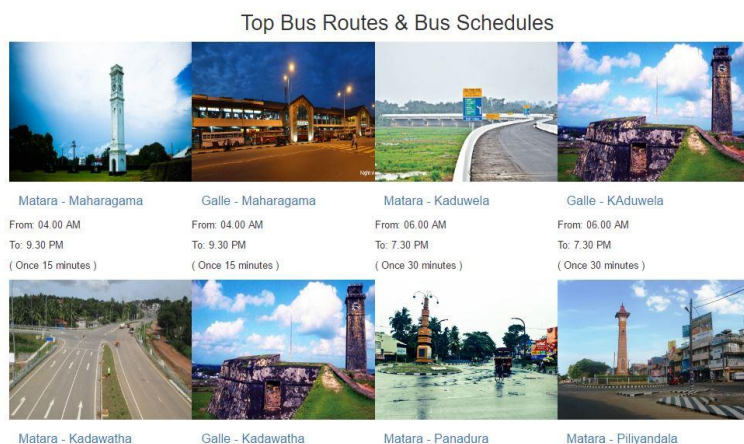 Top Bus Routes & Bus Schedules
Matara - Maharagama
Galle - Maharagama
Matara - Kaduwela
Galle - KAduwela
From: 04.00 AM
From: 04.00 AM
From: 06.00 AM
From: 06.00 AM
To: 9.30 PM
To: 9.30 PM
To: 7.30 PM
To: 7.30 PM
( Once 15 minutes )
( Once 15 minutes )
( Once 30 minutes )
( Once 30 minutes )
Matara - Kadawatha
Galle - Kadawatha
Matara - Panadura
Matara - Piliyandala